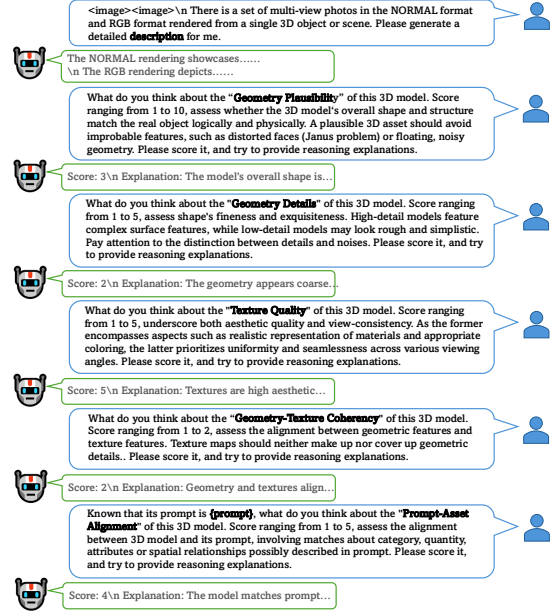 <image><image>\n There is a set of multi-view photos in the NORMAL format
and RGB format rendered from a single 3D object or scene. Please generate a
detailed description for me.
The NORMAL rendering showcases......
\n The RGB rendering depicts......
What do you think about the "Geometry Plausibility" of this 3D model. Score
ranging from 1 to 10, assess whether the 3D model's overall shape and structure
match the real object logically and physically. A plausible 3D asset should avoid
improbable features, such as distorted faces (Janus problem) or floating, noisy
geometry. Please score it, and try to provide reasoning explanations.
Score: 3\n Explanation: The model's overall shape is...
What do you think about the "Geometry Details" of this 3D model. Score ranging
from 1 to 5, assess shape's fineness and exquisiteness. High-detail models feature
complex surface features, while low-detail models may look rough and simplistic.
Pay attention to the distinction between details and noises. Please score it, and try
to provide reasoning explanations.
Score: 2\n Explanation: The geometry appears coarse...
What do you think about the "Texture Quality" of this 3D model. Score ranging
from 1 to 5, underscore both aesthetic quality and view-consistency. As the former
encompasses aspects such as realistic representation of materials and appropriate
coloring, the latter prioritizes uniformity and seamlessness across various viewing
angles. Please score it, and try to provide reasoning explanations.
Score: 5\n Explanation: Textures are high aesthetic...
What do you think about the "Geometry-Texture Coherency" of this 3D model.
Score ranging from 1 to 2, assess the alignment between geometric features and
texture features. Texture maps should neither make up nor cover up geometric
details.. Please score it, and try to provide reasoning explanations.
Score: 2\n Explanation: Geometry and textures align...
Known that its prompt is {prompt}, what do you think about the "Prompt-Asset
Alignment" of this 3D model. Score ranging from 1 to 5, assess the alignment
between 3D model and its prompt, involving matches about category, quantity,
attributes or spatial relationships possibly described in prompt. Please score it,
and try to provide reasoning explanations.
Score: 4\n Explanation: The model matches prompt...